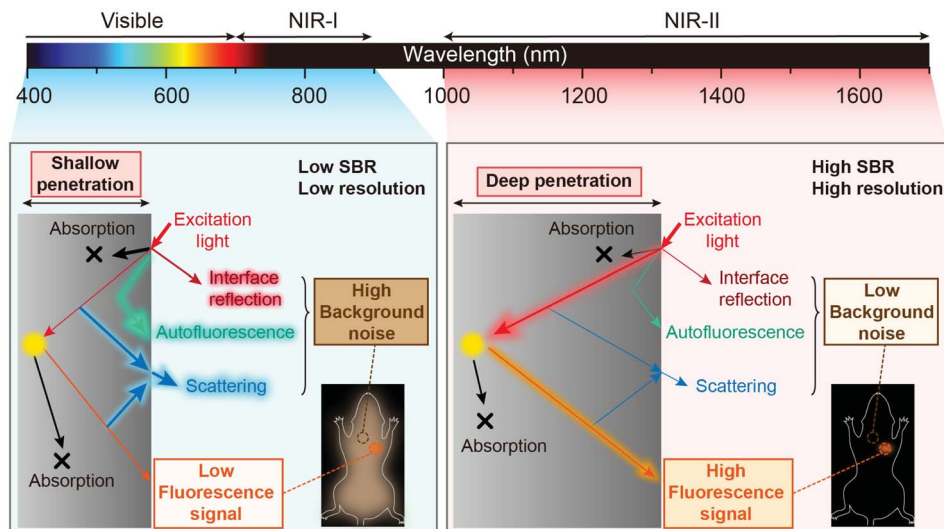 Visible
NIR-I
NIR-II
Wavelength (nm)
400
600
800
1000
1200
1400
1600
Shallow
penetration
Low SBR
Low resolution
Absorption
Excitation
light
Interface
reflection
Autofluorescence
Scattering
High
Background
noise
Absorption
Low
Fluorescence
signal
Deep penetration
High SBR
High resolution
Absorption
Excitation
light
Interface
reflection
Autofluorescence
Scattering
Low
Background
noise
Absorption
High
Fluorescence
signal